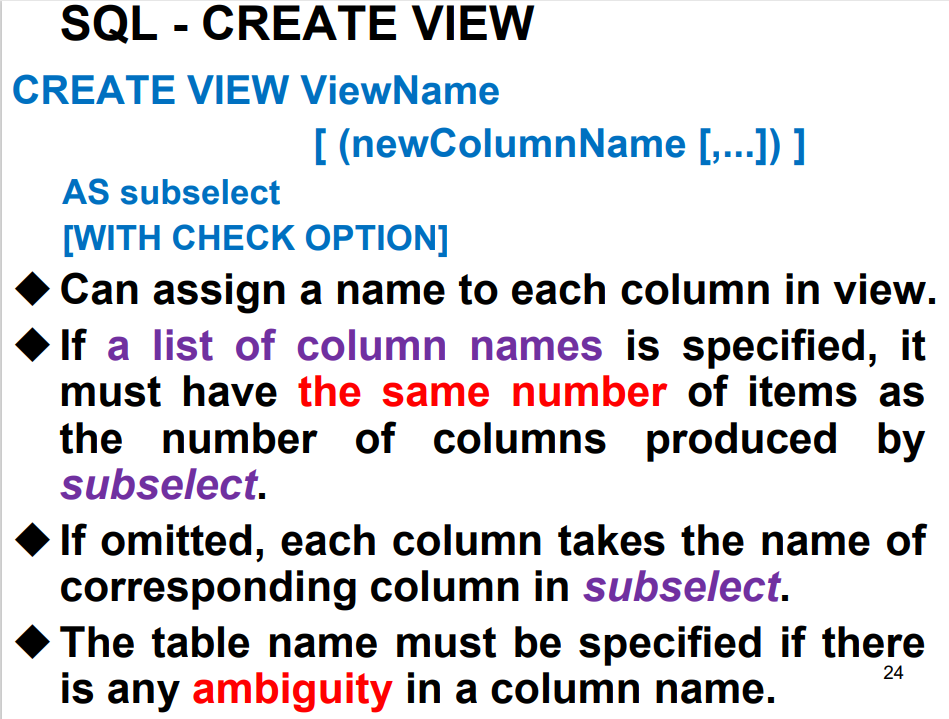 SQL - CREATE VIEW
CREATE VIEW ViewName
[ (newColumnName [,...]) ]
AS subselect
[WITH CHECK OPTION]
◆ Can assign a name to each column in view.
◆ If a list of column names is specified, it
must have the same number of items as
the number of columns produced by
subselect.
◆ If omitted, each column takes the name of
corresponding column in subselect.
◆ The table name must be specified if there
is any ambiguity in a column name.
24